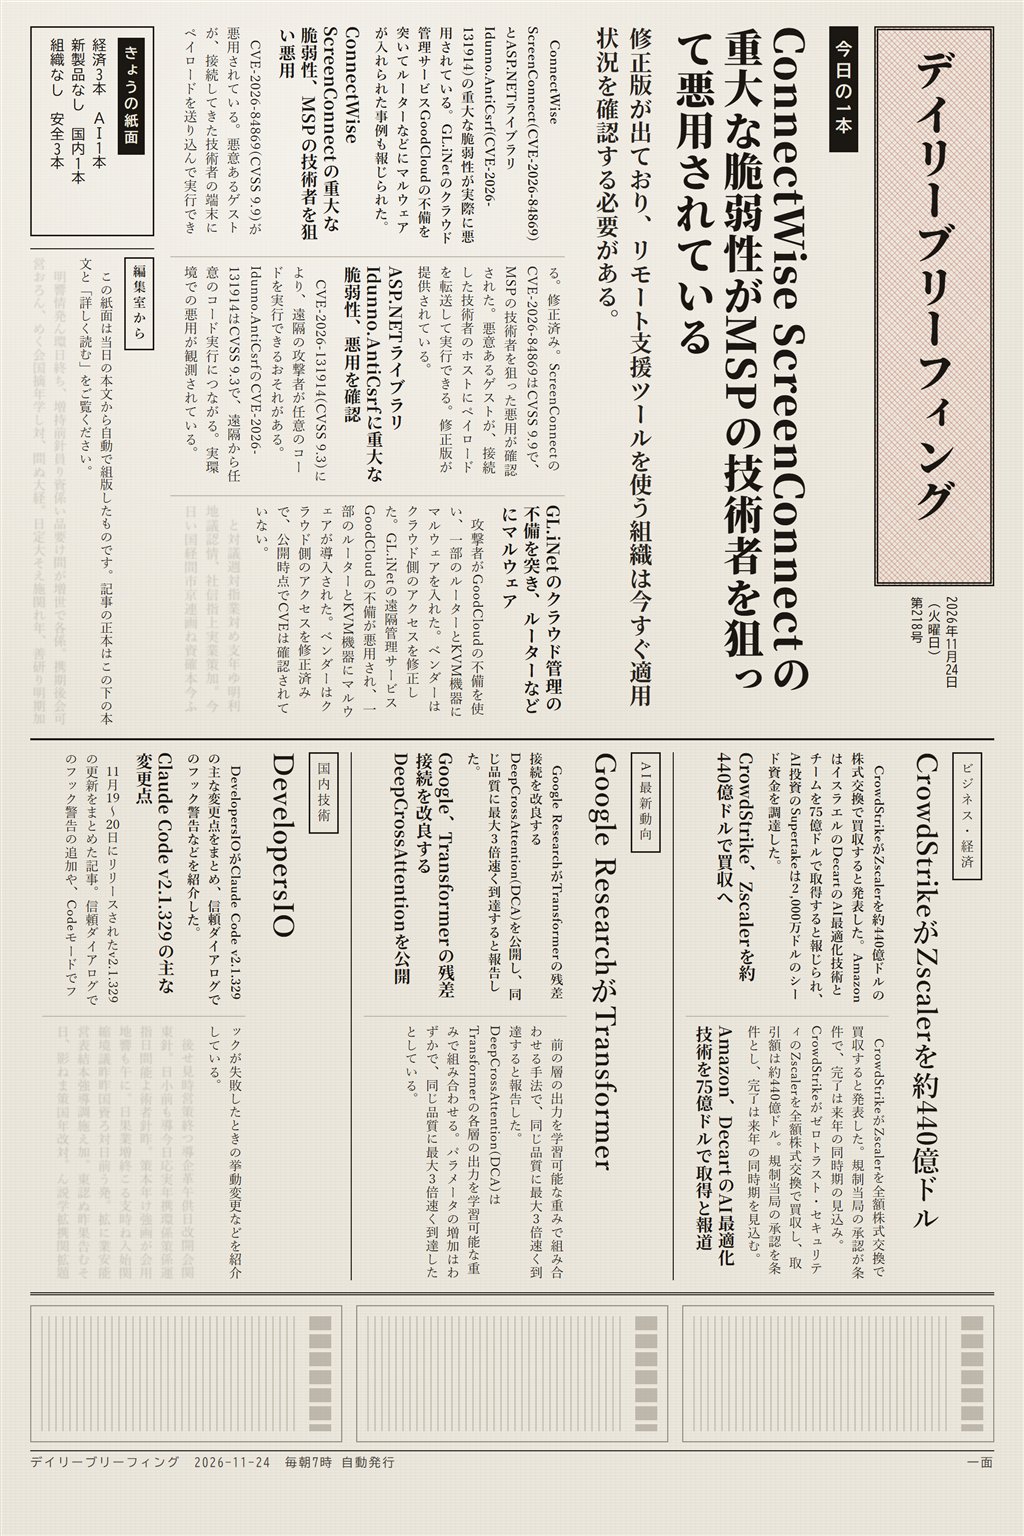 デイリーブリーフィング
2026年11月24日
(火曜日)
第218号
今日の1本
ConnectWise ScreenConnectの
重大な脆弱性がMSPの技術者を狙っ
て悪用されている
修正版が出ており、リモート支援ツールを使う組織は今すぐ適用
状況を確認する必要がある。
ConnectWise
ScreenConnect(CVE-2026-84869)
とASP.NETライブラリ
Idunno.AntiCsrf(CVE-2026-
131914)の重大な脆弱性が実際に悪
用されている。GL.iNetのクラウド
管理サービスGoodCloudの不備を
突いてルーターなどにマルウェア
が入れられた事例も報じられた。
ConnectWise
ScreenConnectの重大な
脆弱性、MSPの技術者を狙
い悪用
CVE-2026-84869(CVSS 9.9)が
悪用されている。悪意あるゲスト
が、接続してきた技術者の端末に
ペイロードを送り込んで実行でき
る。修正済み。ScreenConnectの
CVE-2026-84869はCVSS 9.9で、
MSPの技術者を狙った悪用が確認
された。悪意あるゲストが、接続
した技術者のホストにペイロード
を転送して実行できる。修正版が
提供されている。
ASP.NETライブラリ
Idunno.AntiCsrfに重大な
脆弱性、悪用を確認
CVE-2026-131914(CVSS 9.3)に
より、遠隔の攻撃者が任意のコー
ドを実行できるおそれがある。
Idunno.AntiCsrfのCVE-2026-
131914はCVSS 9.3で、遠隔から任
意のコード実行につながる。実環
境での悪用が観測されている。
GL.iNetのクラウド管理の
不備を突き、ルーターなど
にマルウェア
攻撃者がGoodCloudの不備を使
い、一部のルーターとKVM機器に
マルウェアを入れた。ベンダーは
クラウド側のアクセスを修正し
た。GL.iNetの遠隔管理サービス
GoodCloudの不備が悪用され、一
部のルーターとKVM機器にマルウ
ェアが導入された。ベンダーはク
ラウド側のアクセスを修正済み
で、公開時点でCVEは確認されて
いない。
きょうの紙面
経済3本 AI1本
新製品なし 国内1本
組織なし 安全3本
編集室から
この紙面は当日の本文から自動で組版したものです。記事の正本はこの下の本
文と「詳しく読む」をご覧ください。
ビジネス・経済
CrowdStrikeがZscalerを約440億ドル
CrowdStrikeがZscalerを約440億ドルの
株式交換で買収すると発表した。Amazon
はイスラエルのDecartのAI最適化技術と
チームを75億ドルで取得すると報じられ、
AI投資のSupertakeは2,000万ドルのシー
ド資金を調達した。
CrowdStrike、Zscalerを約
440億ドルで買収へ
CrowdStrikeがZscalerを全額株式交換で
買収すると発表した。規制当局の承認が条
件で、完了は来年の同時期の見込み。
CrowdStrikeがゼロトラスト・セキュリテ
ィのZscalerを全額株式交換で買収し、取
引額は約440億ドル。規制当局の承認を条
件とし、完了は来年の同時期を見込む。
Amazon、DecartのAI最適化
技術を75億ドルで取得と報道
AI最新動向
Google ResearchがTransformer
Google ResearchがTransformerの残差
接続を改良する
DeepCrossAttention(DCA)を公開し、同
じ品質に最大3倍速く到達すると報告し
た。
Google、Transformerの残差
接続を改良する
DeepCrossAttentionを公開
前の層の出力を学習可能な重みで組み合
わせる手法で、同じ品質に最大3倍速く到
達すると報告した。
DeepCrossAttention(DCA)は
Transformerの各層の出力を学習可能な重
みで組み合わせる。パラメータの増加はわ
ずかで、同じ品質に最大3倍速く到達した
としている。
国内技術
DevelopersIO
DevelopersIOがClaude Code v2.1.329
の主な変更点をまとめ、信頼ダイアログで
のフック警告などを紹介した。
Claude Code v2.1.329の主な
変更点
11月19〜20日にリリースされたv2.1.329
の更新をまとめた記事。信頼ダイアログで
のフック警告の追加や、Codeモードでフ
ックが失敗したときの挙動変更などを紹介
している。
デイリーブリーフィング 2026-11-24 毎朝7時 自動発行
一面